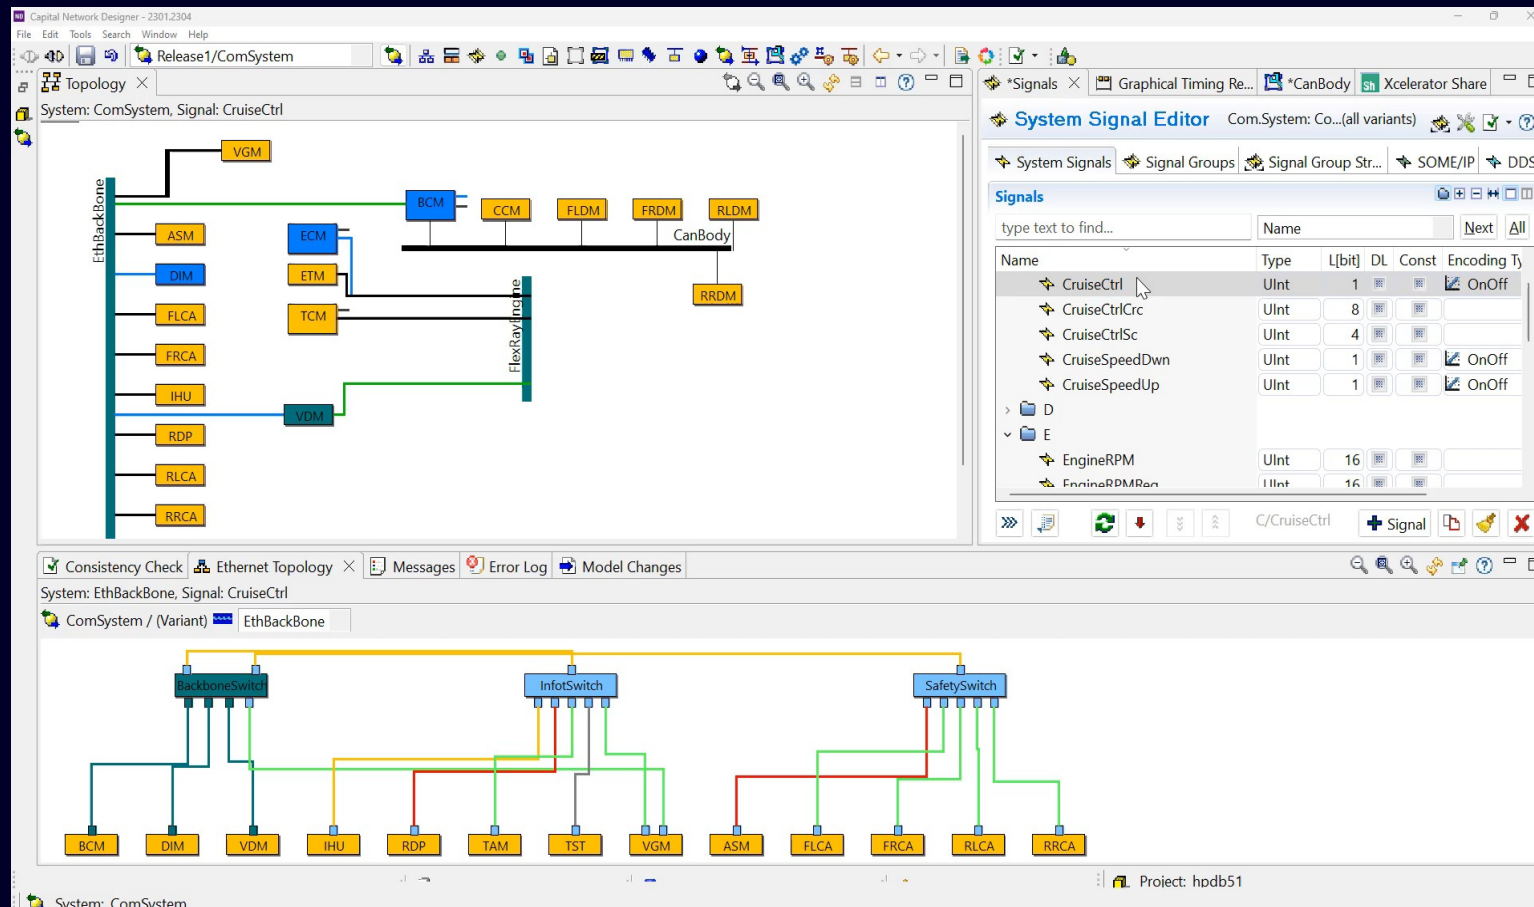 Capital Network Designer - 2301.2304
File Edit Tools Search Window Help
Release1/ComSystem
Topology
System: ComSystem, Signal: CruiseCtrl
VGM
EthBackBone
BCM
CCM
FLDM
FRDM
RLDM
CanBody
ASM
ECM
DIM
ETM
RRDM
FLCA
TCM
FlexRayEngine
FRCA
IHU
VDM
RDP
RLCA
RRCA
*Signals
Graphical Timing Re...
*CanBody
Sh Xcelerator Share
System Signal Editor Com.System: Co...(all variants)
System Signals
Signal Groups
Signal Group Str...
SOME/IP
DDS
Signals
type text to find...
Name
Next
All
Name Type L[bit] DL Const Encoding Ty
CruiseCtrl UInt 1 OnOff
CruiseCtrlCrc UInt 8
CruiseCtrlSc UInt 4
CruiseSpeedDwn UInt 1 OnOff
CruiseSpeedUp UInt 1 OnOff
D
E
EngineRPM UInt 16
EngineRPMReq UInt 16
C/CruiseCtrl
Signal
Consistency Check
Ethernet Topology
Messages
Error Log
Model Changes
System: EthBackBone, Signal: CruiseCtrl
ComSystem / (Variant)
EthBackBone
BackboneSwitch
InfotSwitch
SafetySwitch
BCM
DIM
VDM
IHU
RDP
TAM
TST
VGM
ASM
FLCA
FRCA
RLCA
RRCA
Project: hpdb51
System: ComSystem